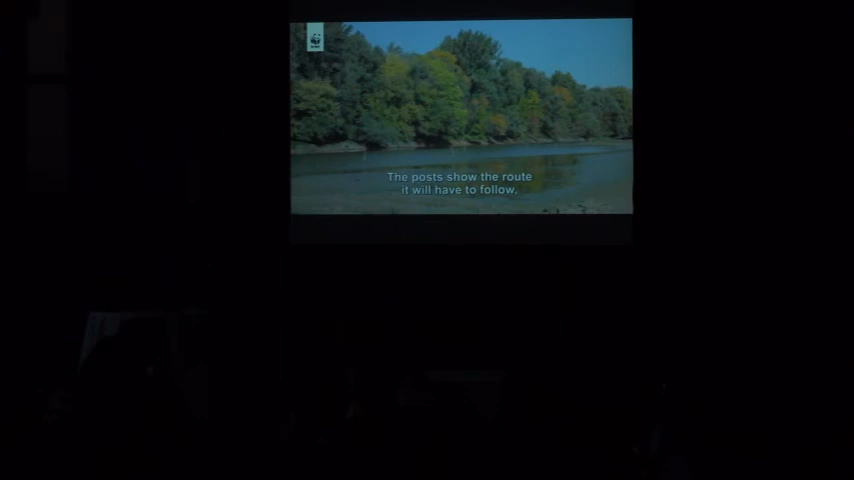 The posts show the route
it will have to follow.